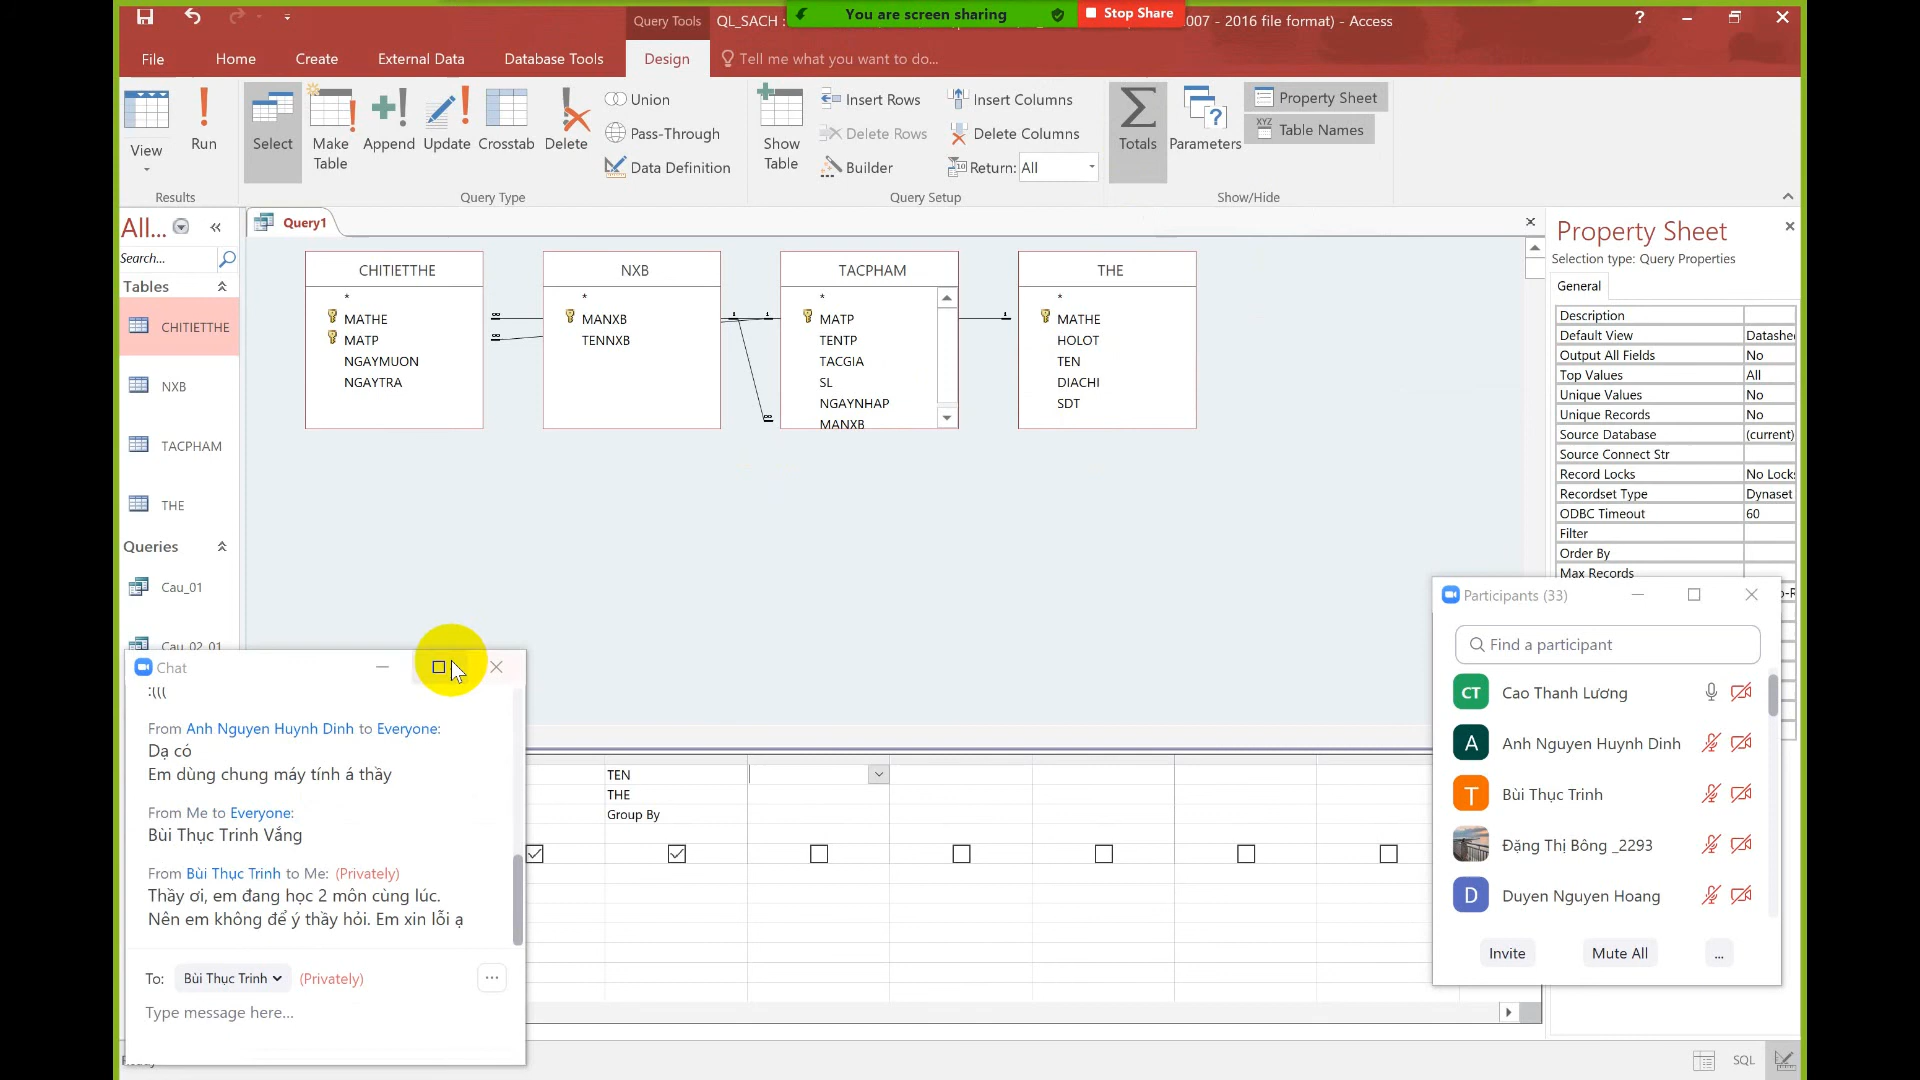 Query Tools
QL_SACH :
You are screen sharing
Stop Share
007 - 2016 file format) - Access
?
File
Home
Create
External Data
Database Tools
Design
Tell me what you want to do...
View
Run
Select
Make Table
Append
Update
Crosstab
Delete
Union
Pass-Through
Data Definition
Show Table
Insert Rows
Delete Rows
Builder
Insert Columns
Delete Columns
Return: All
Totals
Parameters
Property Sheet
Table Names
Results
Query Type
Query Setup
Show/Hide
All...
Search...
Tables
CHITIETTHE
NXB
TACPHAM
THE
Queries
Cau_01
Cau_02_01
Query1
CHITIETTHE
*
MATHE
MATP
NGAYMUON
NGAYTRA
NXB
*
MANXB
TENNXB
TACPHAM
*
MATP
TENTP
TACGIA
SL
NGAYNHAP
MANXB
THE
*
MATHE
HOLOT
TEN
DIACHI
SDT
Property Sheet
Selection type: Query Properties
General
Description
Default View Datashe
Output All Fields No
Top Values All
Unique Values No
Unique Records No
Source Database (current)
Source Connect Str
Record Locks No Lock
Recordset Type Dynaset
ODBC Timeout 60
Filter
Order By
Max Records
Chat
:(((
From Anh Nguyen Huynh Dinh to Everyone:
Dạ có
Em dùng chung máy tính á thầy
From Me to Everyone:
Bùi Thục Trinh Vắng
From Bùi Thục Trinh to Me: (Privately)
Thầy ơi, em đang học 2 môn cùng lúc.
Nên em không để ý thầy hỏi. Em xin lỗi ạ
To: Bùi Thục Trinh (Privately)
...
Type message here...
TEN
THE
Group By
Participants (33)
Find a participant
CT Cao Thanh Lương
A Anh Nguyen Huynh Dinh
T Bùi Thục Trinh
Đặng Thị Bông _2293
D Duyen Nguyen Hoang
Invite
Mute All
...
SQL